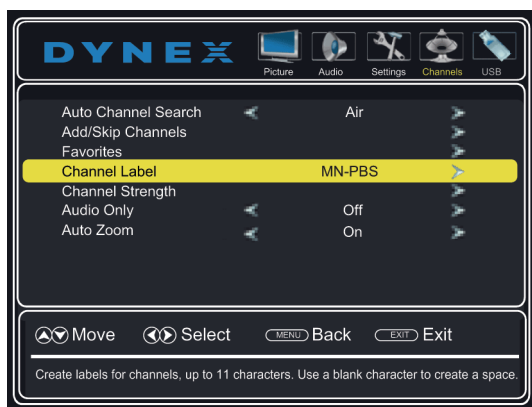 DYNEX
Picture Audio Settings Channels USB
Auto Channel Search Air
Add/Skip Channels
Favorites
Channel Label MN-PBS
Channel Strength
Audio Only Off
Auto Zoom On
Move Select MENU Back EXIT Exit
Create labels for channels, up to 11 characters. Use a blank character to create a space.